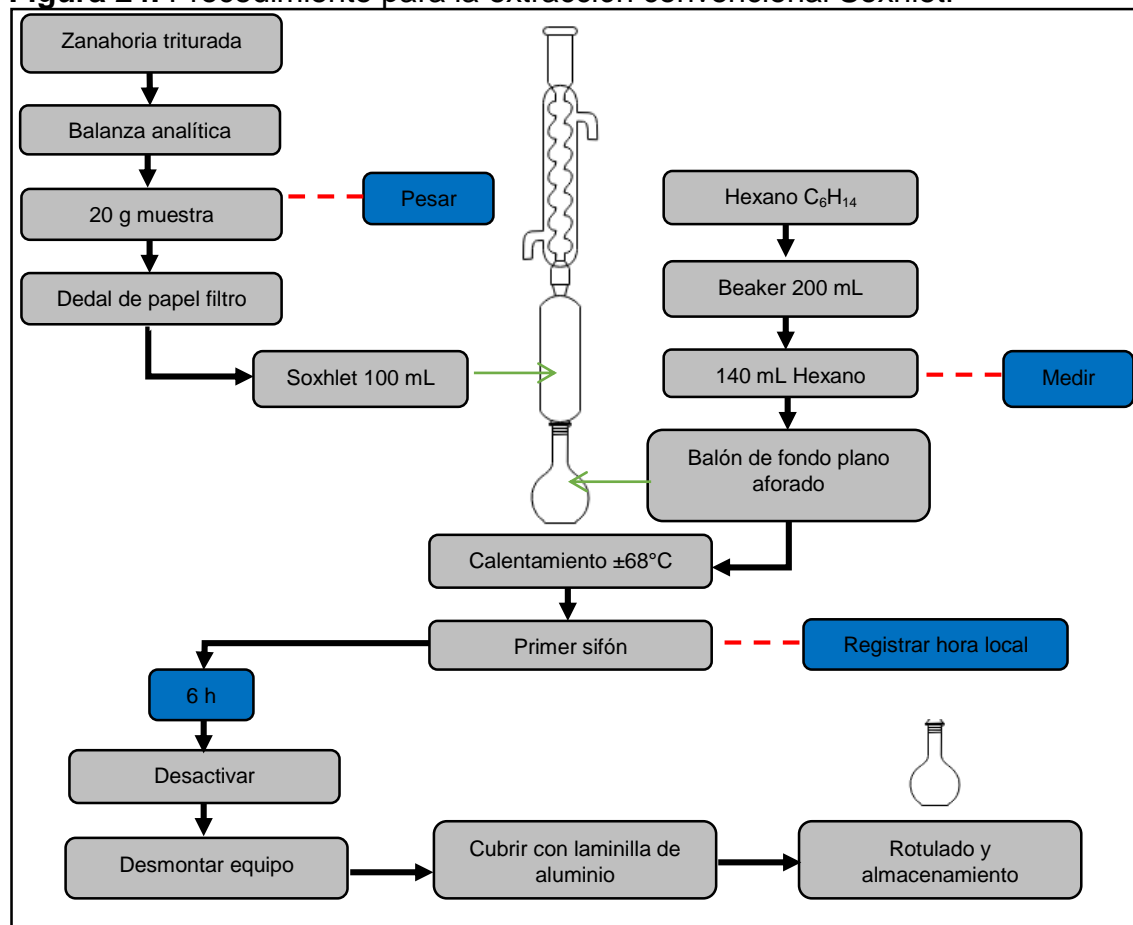 Procedimiento para la extracción convencional Soxhlet.
Zanahoria triturada
Balanza analítica
20 g muestra
Pesar
Dedal de papel filtro
Soxhlet 100 mL
Hexano C₆H₁₄
Beaker 200 mL
140 mL Hexano
Medir
Balón de fondo plano
aforado
Calentamiento ±68°C
Primer sifón
Registrar hora local
6 h
Desactivar
Desmontar equipo
Cubrir con laminilla de
aluminio
Rotulado y
almacenamiento